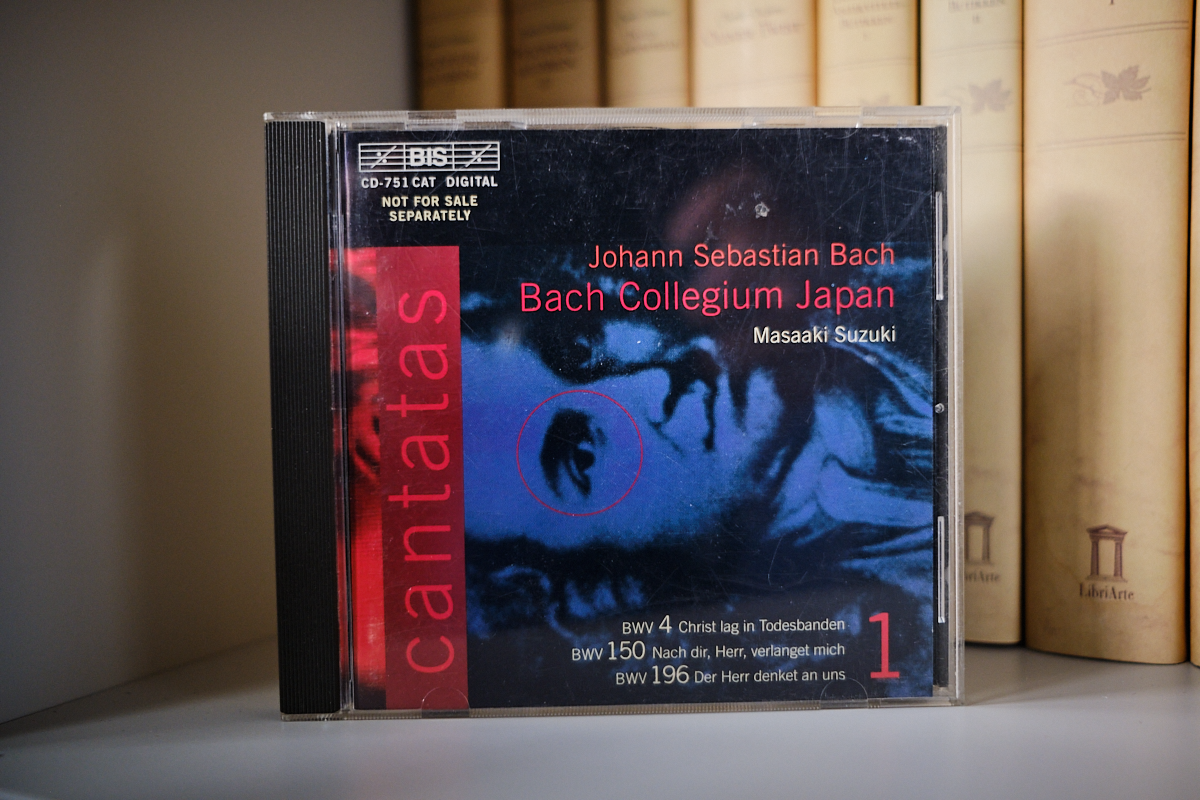 BIS
CD-751 CAT DIGITAL
NOT FOR SALE
SEPARATELY
Johann Sebastian Bach
Bach Collegium Japan
Masaaki Suzuki
cantatas
BWV 4 Christ lag in Todesbanden
BWV 150 Nach dir, Herr, verlanget mich
BWV 196 Der Herr denket an uns
1
LibriArte